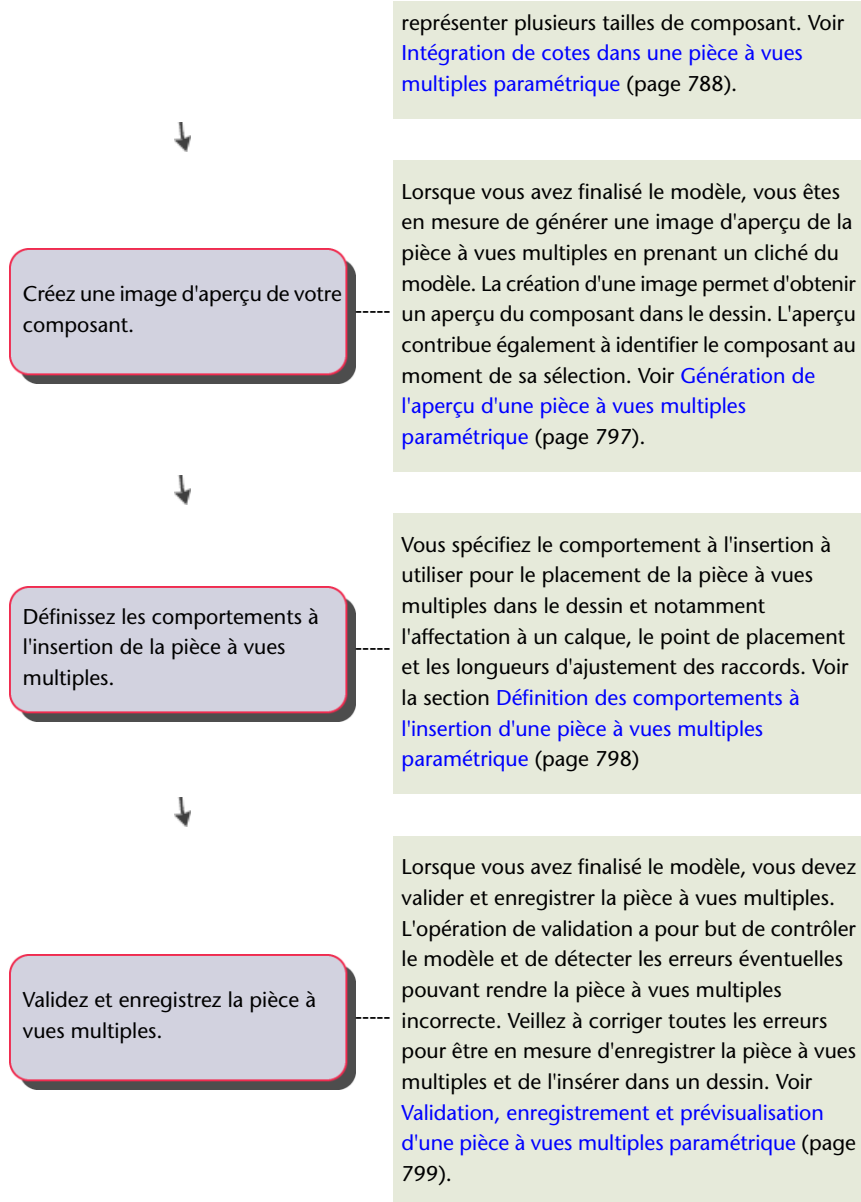 représenter plusieurs tailles de composant. Voir
Intégration de cotes dans une pièce à vues
multiples paramétrique (page 788).
Créez une image d'aperçu de votre
composant.
Lorsque vous avez finalisé le modèle, vous êtes
en mesure de générer une image d'aperçu de la
pièce à vues multiples en prenant un cliché du
modèle. La création d'une image permet d'obtenir
un aperçu du composant dans le dessin. L'aperçu
contribue également à identifier le composant au
moment de sa sélection. Voir Génération de
l'aperçu d'une pièce à vues multiples
paramétrique (page 797).
Définissez les comportements à
l'insertion de la pièce à vues
multiples.
Vous spécifiez le comportement à l'insertion à
utiliser pour le placement de la pièce à vues
multiples dans le dessin et notamment
l'affectation à un calque, le point de placement
et les longueurs d'ajustement des raccords. Voir
la section Définition des comportements à
l'insertion d'une pièce à vues multiples
paramétrique (page 798)
Validez et enregistrez la pièce à
vues multiples.
Lorsque vous avez finalisé le modèle, vous devez
valider et enregistrer la pièce à vues multiples.
L'opération de validation a pour but de contrôler
le modèle et de détecter les erreurs éventuelles
pouvant rendre la pièce à vues multiples
incorrecte. Veillez à corriger toutes les erreurs
pour être en mesure d'enregistrer la pièce à vues
multiples et de l'insérer dans un dessin. Voir
Validation, enregistrement et prévisualisation
d'une pièce à vues multiples paramétrique (page
799).